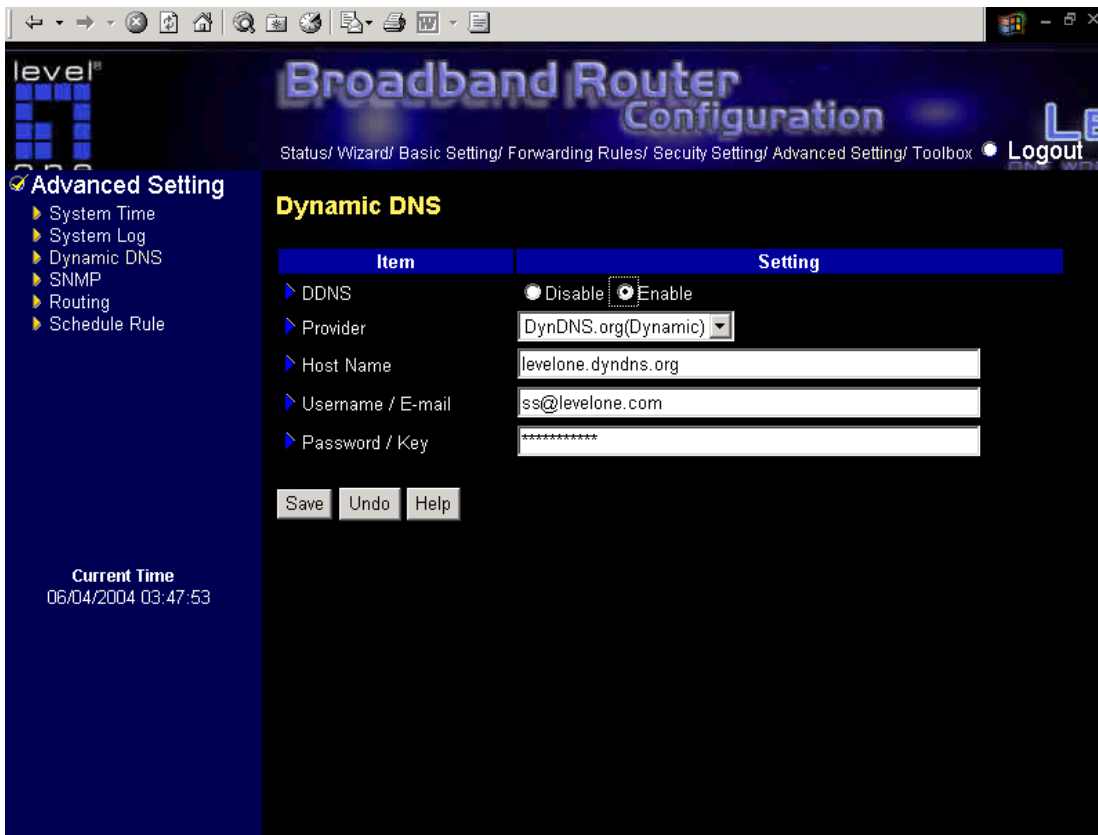 level®
one
Broadband Router
Configuration
Status/ Wizard/ Basic Setting/ Forwarding Rules/ Secuity Setting/ Advanced Setting/ Toolbox
Logout
Advanced Setting
System Time
System Log
Dynamic DNS
SNMP
Routing
Schedule Rule
Current Time
06/04/2004 03:47:53
Dynamic DNS
Item Setting
DDNS Disable Enable
Provider DynDNS.org(Dynamic)
Host Name levelone.dyndns.org
Username / E-mail ss@levelone.com
Password / Key ***********
Save Undo Help